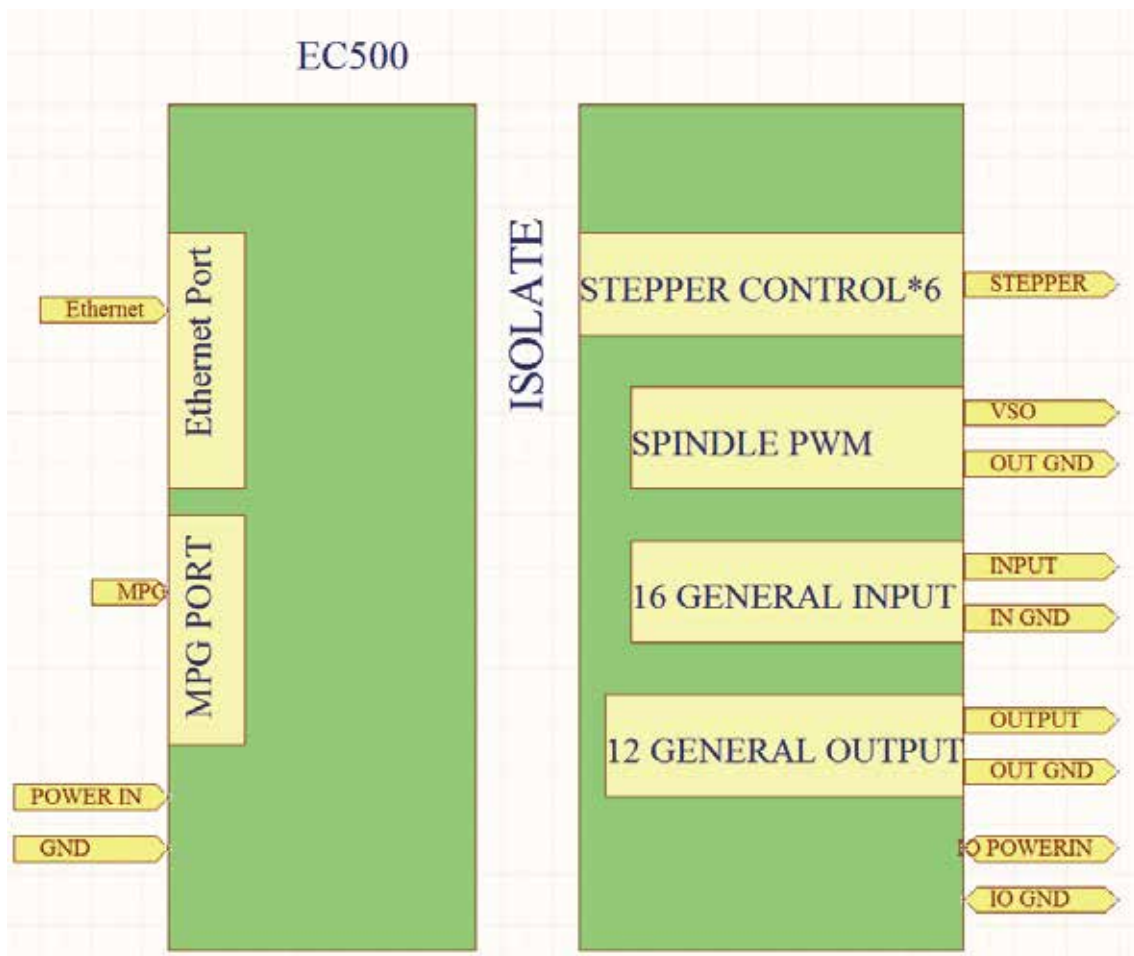 EC500
ISOLATE
Ethernet
Ethernet Port
MPG
MPG PORT
POWER IN
GND
STEPPER CONTROL*6
STEPPER
SPINDLE PWM
VSO
OUT GND
16 GENERAL INPUT
INPUT
IN GND
12 GENERAL OUTPUT
OUTPUT
OUT GND
IO POWERIN
IO GND